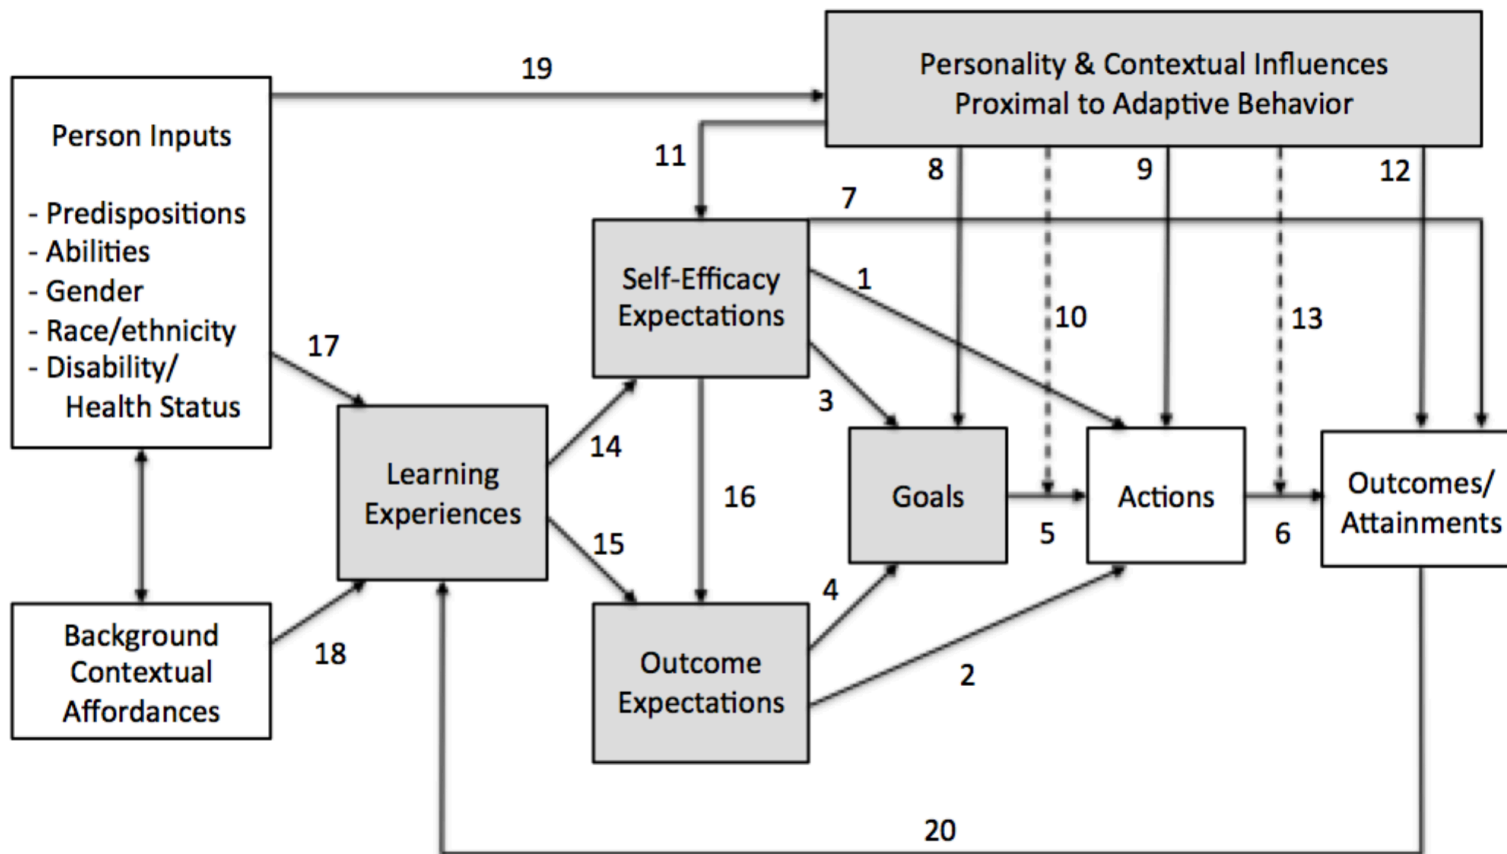 19
Personality & Contextual Influences
Proximal to Adaptive Behavior
Person Inputs
- Predispositions
- Abilities
- Gender
- Race/ethnicity
- Disability/
Health Status
11
8
9
12
7
Self-Efficacy
Expectations
1
10
13
17
3
14
Learning
Experiences
16
Goals
Actions
Outcomes/
Attainments
15
5
6
4
Background
Contextual
Affordances
18
Outcome
Expectations
2
20